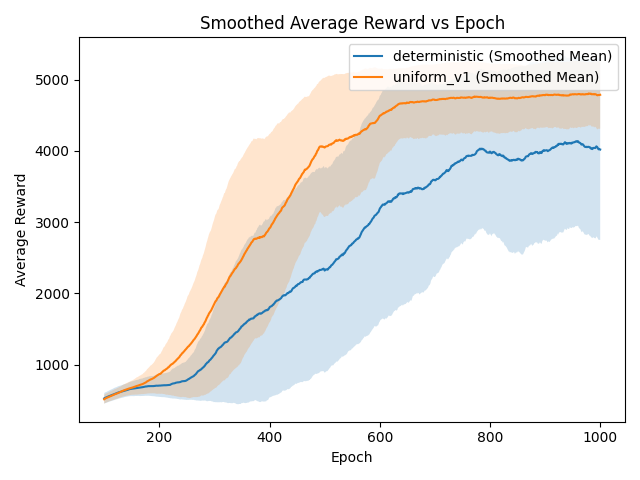 Smoothed Average Reward vs Epoch
deterministic (Smoothed Mean)
uniform_v1 (Smoothed Mean)
Average Reward
5000
4000
3000
2000
1000
200
400
600
800
1000
Epoch